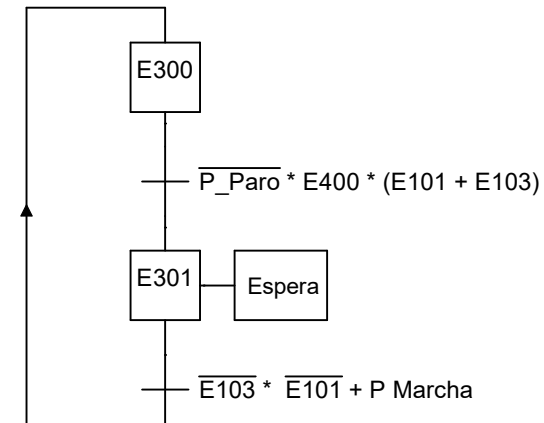 E300
P_Paro * E400 * (E101 + E103)
E301
Espera
E103 * E101 + P Marcha